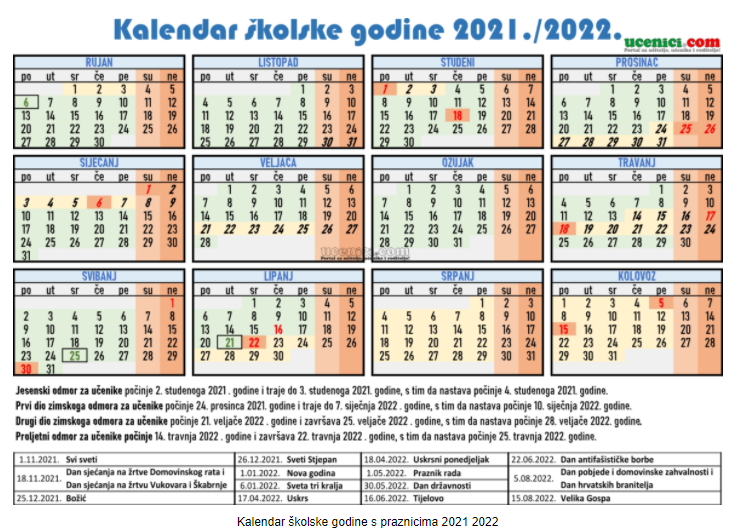 Kalendar školske godine 2021./2022.
ucenici.com
Portal za učitelje, učenike i roditelje!
RUJAN
po ut sr če pe su ne
1 2 3 4 5
6 7 8 9 10 11 12
13 14 15 16 17 18 19
20 21 22 23 24 25 26
27 28 29 30
LISTOPAD
po ut sr če pe su ne
1 2 3
4 5 6 7 8 9 10
11 12 13 14 15 16 17
18 19 20 21 22 23 24
25 26 27 28 29 30 31
STUDENI
po ut sr če pe su ne
1 2 3 4 5 6 7
8 9 10 11 12 13 14
15 16 17 18 19 20 21
22 23 24 25 26 27 28
29 30
PROSINAC
po ut sr če pe su ne
1 2 3 4 5
6 7 8 9 10 11 12
13 14 15 16 17 18 19
20 21 22 23 24 25 26
27 28 29 30 31
SIJEČANJ
po ut sr če pe su ne
1 2
3 4 5 6 7 8 9
10 11 12 13 14 15 16
17 18 19 20 21 22 23
24 25 26 27 28 29 30
31
VELJAČA
po ut sr če pe su ne
1 2 3 4 5 6
7 8 9 10 11 12 13
14 15 16 17 18 19 20
21 22 23 24 25 26 27
28
ucenici.com
Portal za učitelje, učenike i roditelje!
OŽUJAK
po ut sr če pe su ne
1 2 3 4 5 6
7 8 9 10 11 12 13
14 15 16 17 18 19 20
21 22 23 24 25 26 27
28 29 30 31
TRAVANJ
po ut sr če pe su ne
1 2 3
4 5 6 7 8 9 10
11 12 13 14 15 16 17
18 19 20 21 22 23 24
25 26 27 28 29 30
SVIBANJ
po ut sr če pe su ne
1
2 3 4 5 6 7 8
9 10 11 12 13 14 15
16 17 18 19 20 21 22
23 24 25 26 27 28 29
30 31
LIPANJ
po ut sr če pe su ne
1 2 3 4 5
6 7 8 9 10 11 12
13 14 15 16 17 18 19
20 21 22 23 24 25 26
27 28 29 30
SRPANJ
po ut sr če pe su ne
1 2 3
4 5 6 7 8 9 10
11 12 13 14 15 16 17
18 19 20 21 22 23 24
25 26 27 28 29 30 31
KOLOVOZ
po ut sr če pe su ne
1 2 3 4 5 6 7
8 9 10 11 12 13 14
15 16 17 18 19 20 21
22 23 24 25 26 27 28
29 30 31
Jesenski odmor za učenike počinje 2. studenoga 2021. godine i traje do 3. studenoga 2021. godine, s tim da nastava počinje 4. studenoga 2021. godine.
Prvi dio zimskoga odmora za učenike počinje 24. prosinca 2021. godine i traje do 7. siječnja 2022. godine, s tim da nastava počinje 10. siječnja 2022. godine.
Drugi dio zimskoga odmora za učenike počinje 21. veljače 2022. godine i završava 25. veljače 2022. godine, s tim da nastava počinje 28. veljače 2022. godine.
Proljetni odmor za učenike počinje 14. travnja 2022. godine i završava 22. travnja 2022. godine, s tim da nastava počinje 25. travnja 2022. godine.
1.11.2021. Svi sveti
18.11.2021. Dan sjećanja na žrtve Domovinskog rata i
Dan sjećanja na žrtvu Vukovara i Škabrnje
25.12.2021. Božić
26.12.2021. Sveti Stjepan
1.01.2022. Nova godina
6.01.2022. Sveta tri kralja
17.04.2022. Uskrs
18.04.2022. Uskrsni ponedjeljak
1.05.2022. Praznik rada
30.05.2022. Dan državnosti
16.06.2022. Tijelovo
22.06.2022. Dan antifašističke borbe
5.08.2022. Dan pobjede i domovinske zahvalnosti i
Dan hrvatskih branitelja
15.08.2022. Velika Gospa
Kalendar školske godine s praznicima 2021 2022